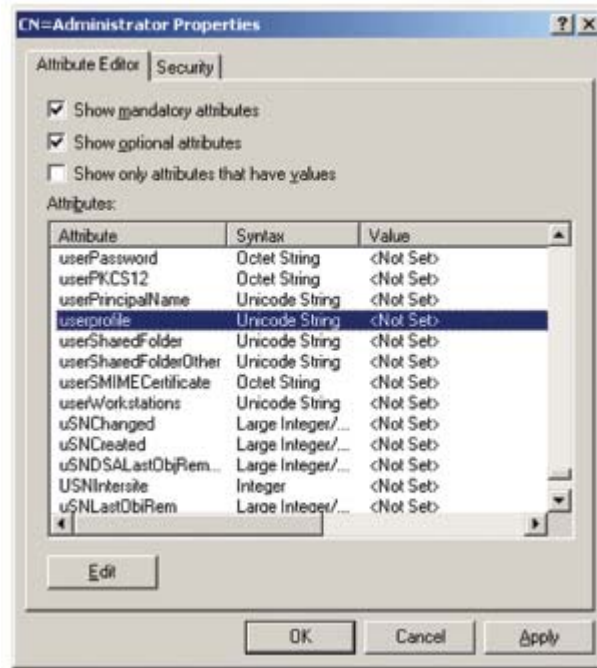 CN=Administrator Properties
Attribute Editor Security
Show mandatory attributes
Show optional attributes
Show only attributes that have values
Attributes:
Attribute Syntax Value
userPassword Octet String <Not Set>
userPKCS12 Octet String <Not Set>
userPrincipalName Unicode String <Not Set>
userprofile Unicode String <Not Set>
userSharedFolder Unicode String <Not Set>
userSharedFolderOther Unicode String <Not Set>
userSMIMECertificate Octet String <Not Set>
userWorkstations Unicode String <Not Set>
uSNChanged Large Integer/... <Not Set>
uSNCreated Large Integer/... <Not Set>
uSNDSALastObjRem... Large Integer/... <Not Set>
USNIntersite Integer <Not Set>
uSNLastObjRem Large Integer/... <Not Set>
Edit
OK Cancel Apply